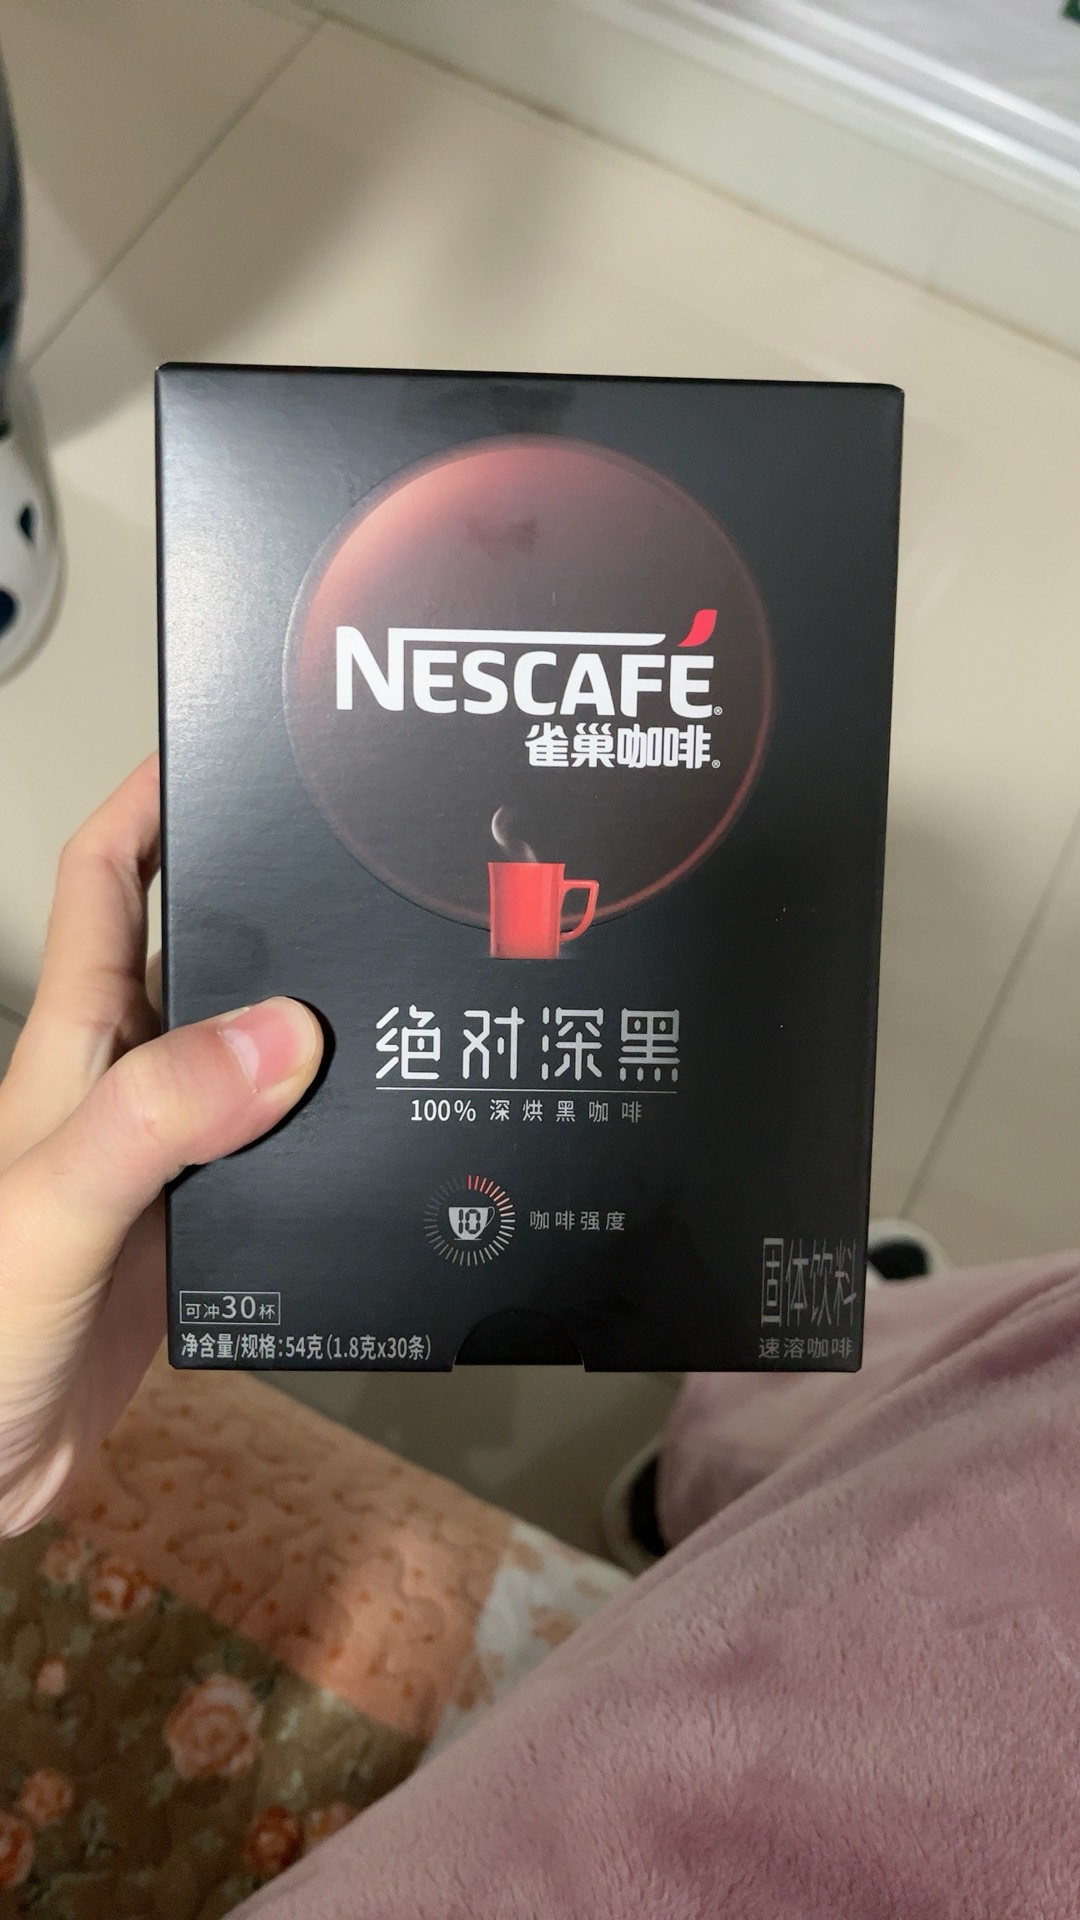 NESCAFÉ®
雀巢咖啡®
绝对深黑
100% 深烘黑咖啡
10 咖啡强度
可冲30杯
净含量/规格:54克(1.8克x30条)
固体饮料
速溶咖啡